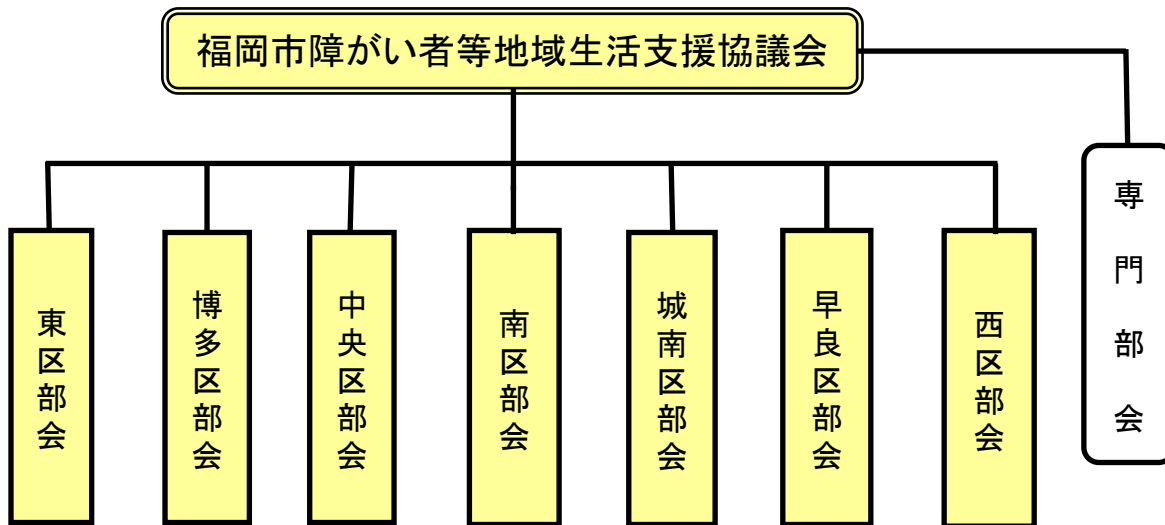 福岡市障がい者等地域生活支援協議会
東区部会
博多区部会
中央区部会
南区部会
城南区部会
早良区部会
西区部会
専門部会